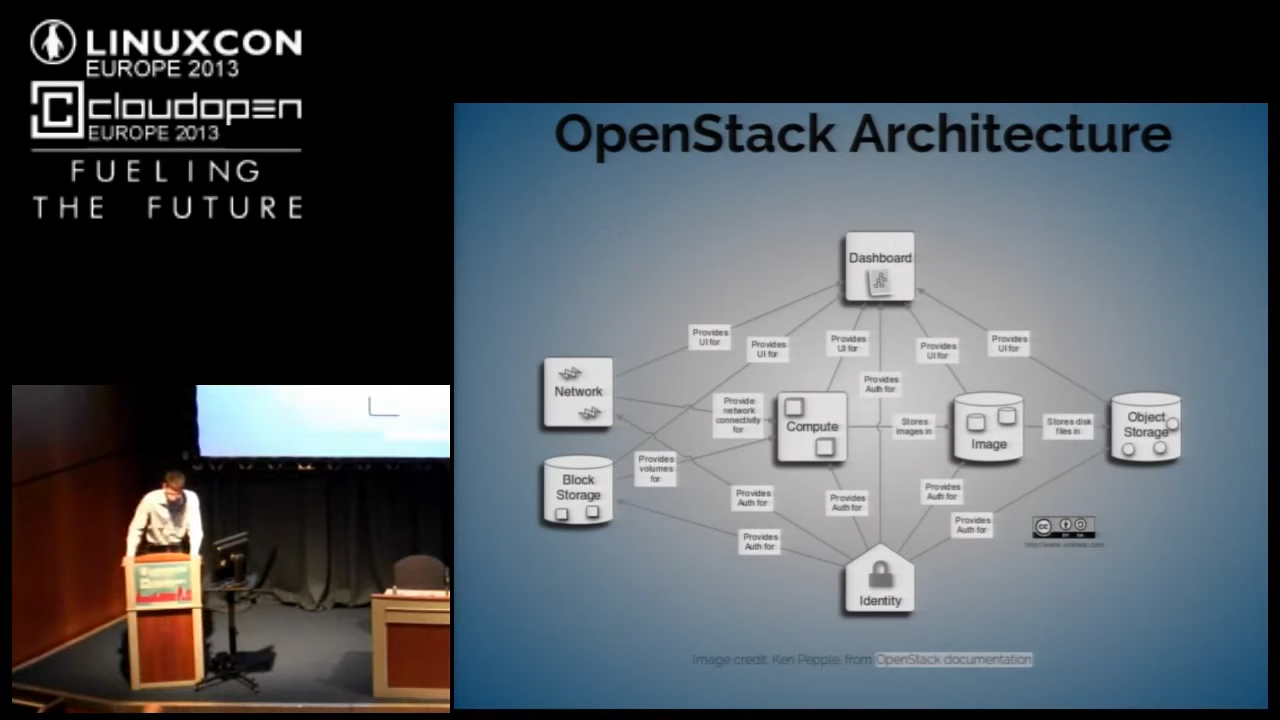 LINUXCON
EUROPE 2013
cloudopen
EUROPE 2013
FUELING
THE FUTURE
OpenStack Architecture
Dashboard
Provides
UI for
Provides
UI for
Provides
UI for
Provides
UI for
Provides
UI for
Provides
Auth for
Network
Provide
network
connectivity
for
Compute
Stores
images in
Image
Stores disk
files in
Object
Storage
Block
Storage
Provides
volumes
for
Provides
Auth for
Provides
Auth for
Provides
Auth for
Provides
Auth for
Provides
Auth for
Identity
Image credit: Ken Pepple, from OpenStack documentation